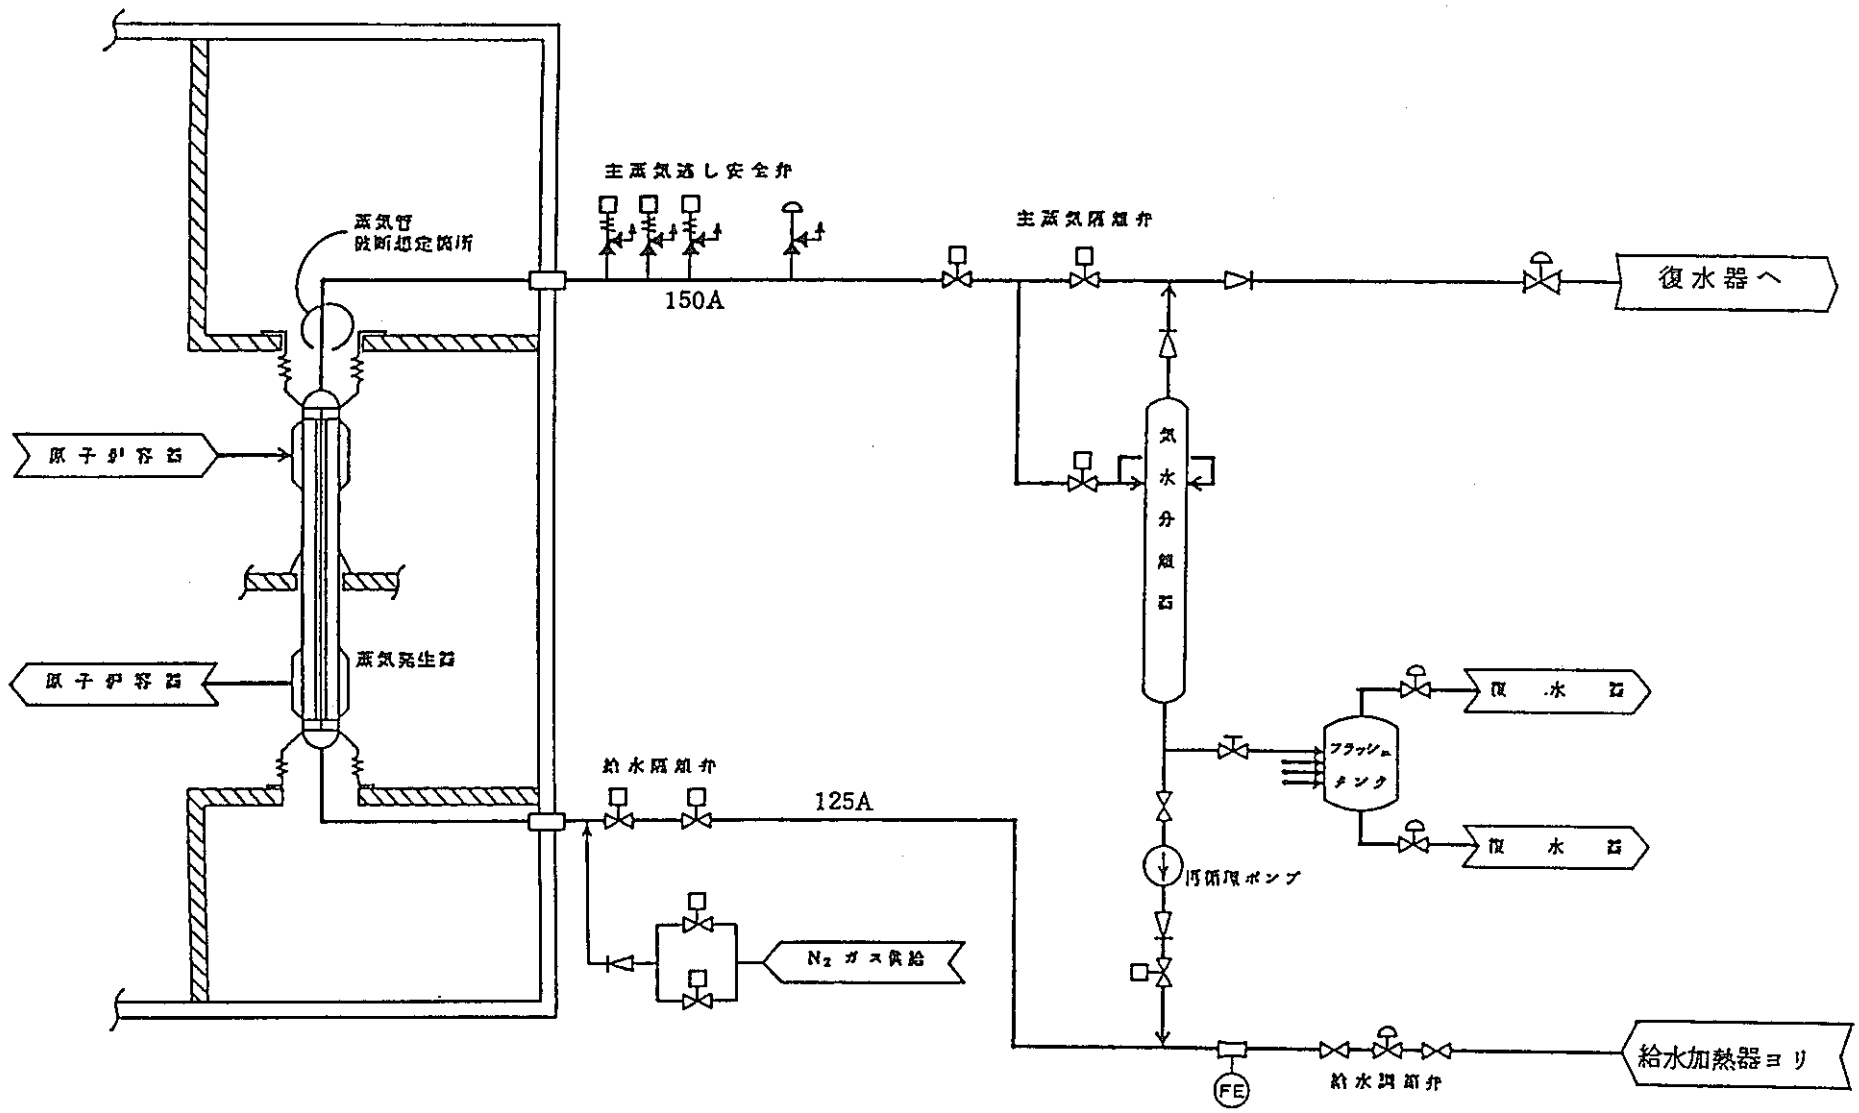 主蒸気逃し安全弁
蒸気管
破断想定箇所
主蒸気隔離弁
150A
復水器へ
原子炉容器
気水分離器
蒸気発生器
原子炉容器
復水器
フラッシュ
タンク
給水隔離弁
125A
復水器
再循環ポンプ
N₂ ガス供給
給水加熱器ヨリ
給水調節弁
FE